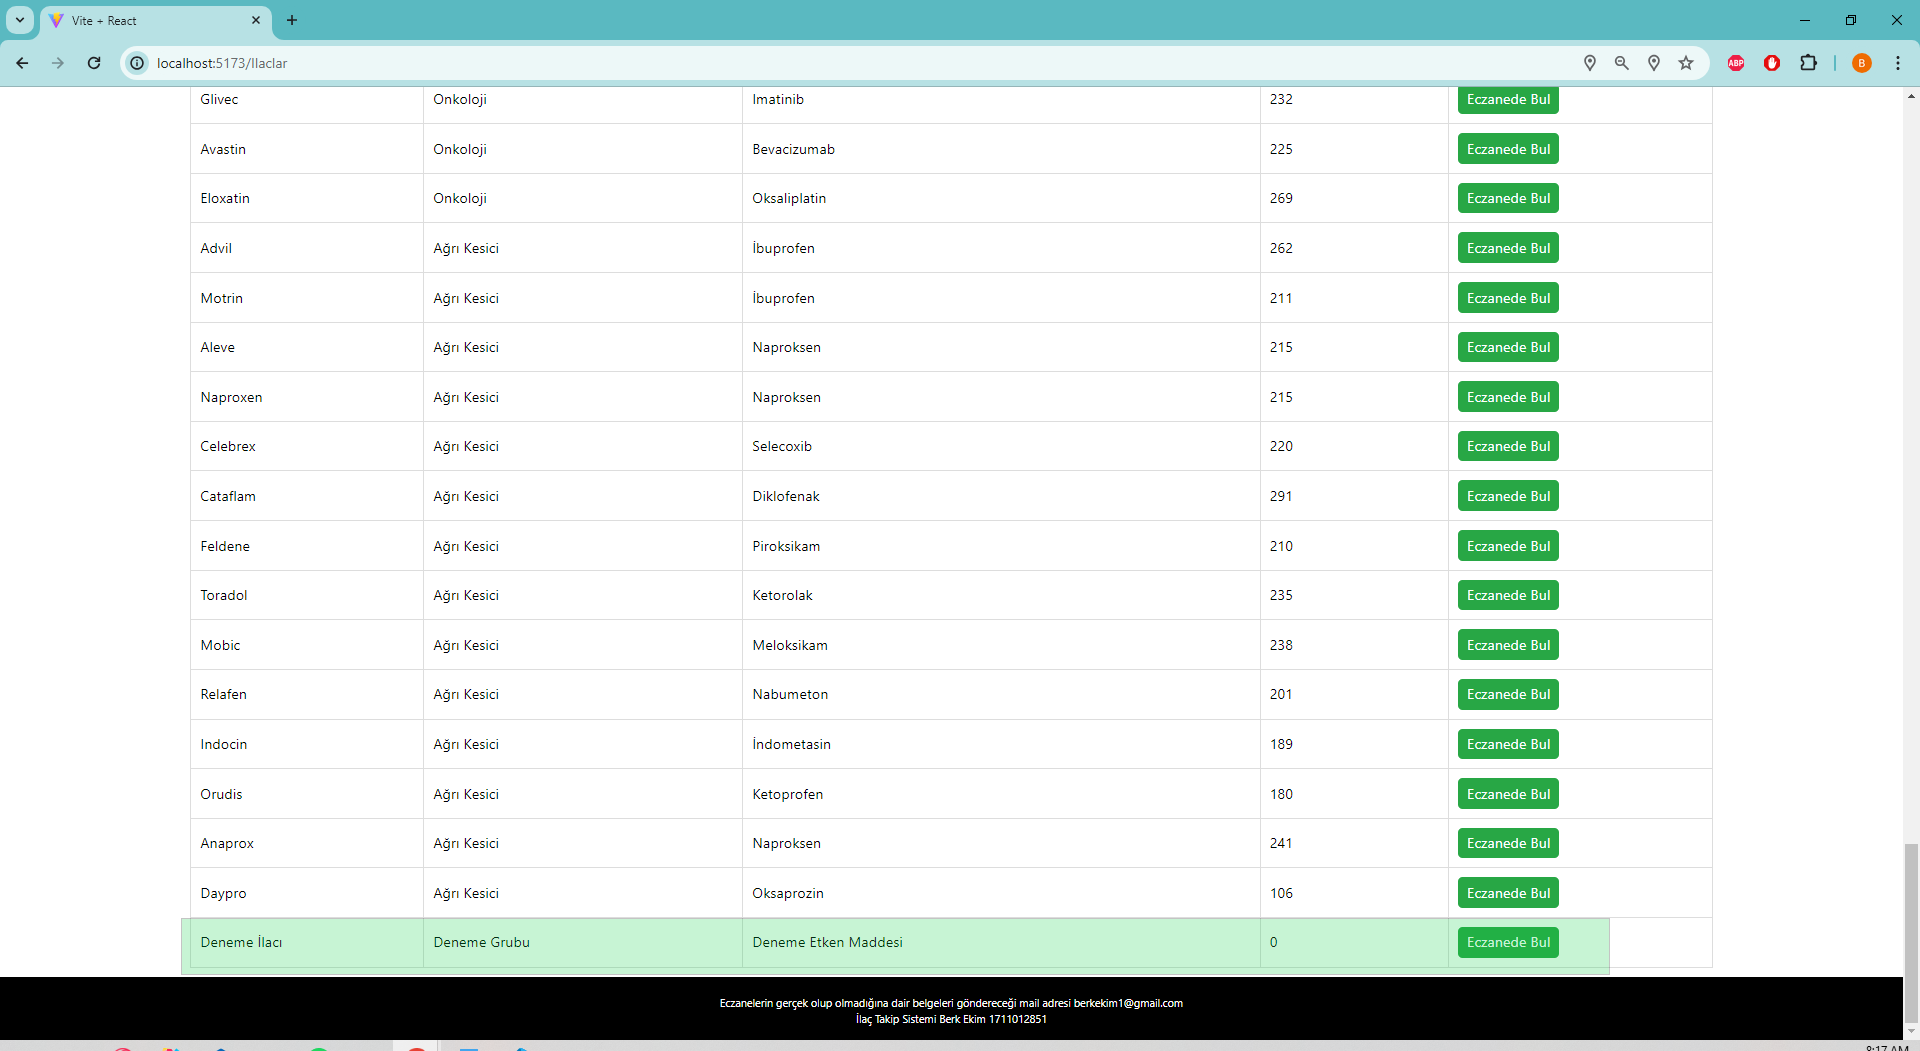 Vite + React
localhost:5173/Ilaclar
ABP
B
Glivec Onkoloji Imatinib 232 Eczanede Bul
Avastin Onkoloji Bevacizumab 225 Eczanede Bul
Eloxatin Onkoloji Oksaliplatin 269 Eczanede Bul
Advil Ağrı Kesici İbuprofen 262 Eczanede Bul
Motrin Ağrı Kesici İbuprofen 211 Eczanede Bul
Aleve Ağrı Kesici Naproksen 215 Eczanede Bul
Naproxen Ağrı Kesici Naproksen 215 Eczanede Bul
Celebrex Ağrı Kesici Selecoxib 220 Eczanede Bul
Cataflam Ağrı Kesici Diklofenak 291 Eczanede Bul
Feldene Ağrı Kesici Piroksikam 210 Eczanede Bul
Toradol Ağrı Kesici Ketorolak 235 Eczanede Bul
Mobic Ağrı Kesici Meloksikam 238 Eczanede Bul
Relafen Ağrı Kesici Nabumeton 201 Eczanede Bul
Indocin Ağrı Kesici İndometasin 189 Eczanede Bul
Orudis Ağrı Kesici Ketoprofen 180 Eczanede Bul
Anaprox Ağrı Kesici Naproksen 241 Eczanede Bul
Daypro Ağrı Kesici Oksaprozin 106 Eczanede Bul
Deneme İlacı Deneme Grubu Deneme Etken Maddesi 0 Eczanede Bul
Eczanelerin gerçek olup olmadığına dair belgeleri göndereceği mail adresi berkekim1@gmail.com
İlaç Takip Sistemi Berk Ekim 1711012851
8:17 AM